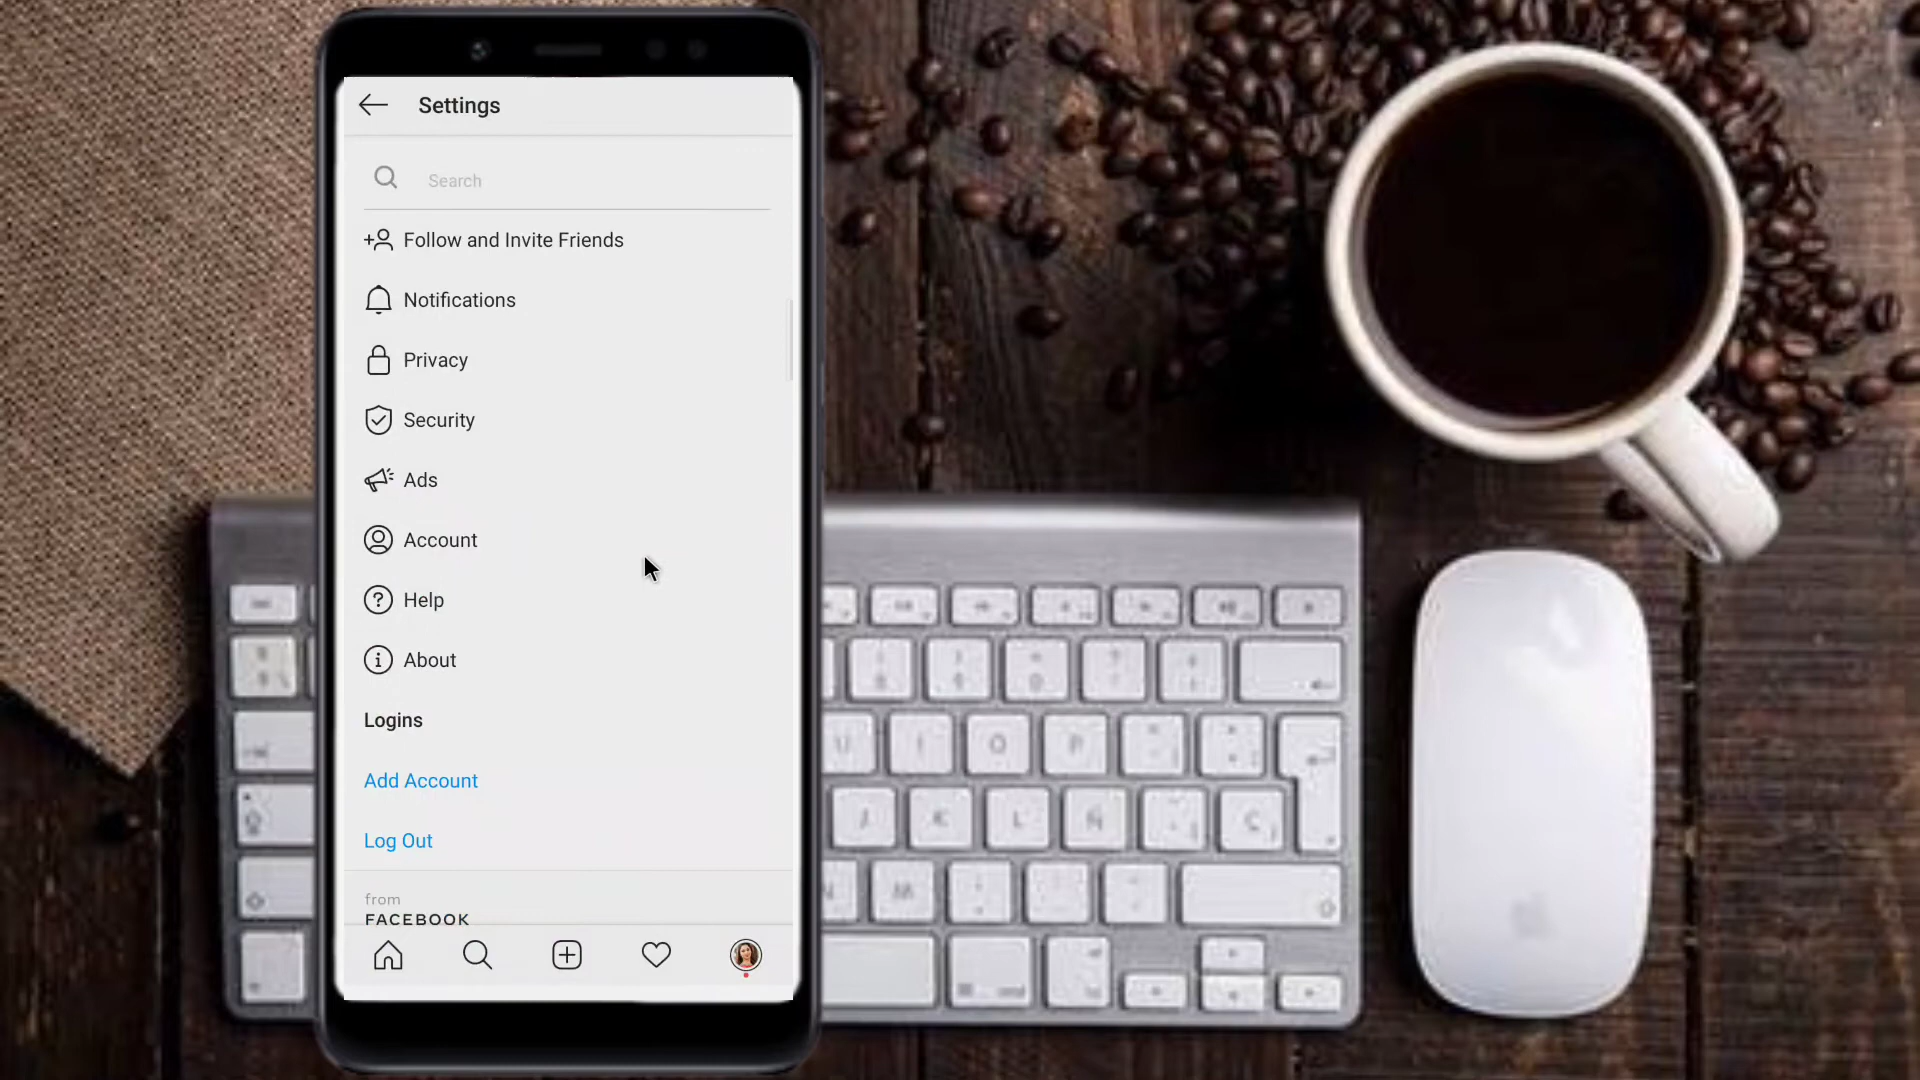 Settings
Search
Follow and Invite Friends
Notifications
Privacy
Security
Ads
Account
Help
About
Logins
Add Account
Log Out
from
FACEBOOK
U I O P
J K L Ñ
Ç
M